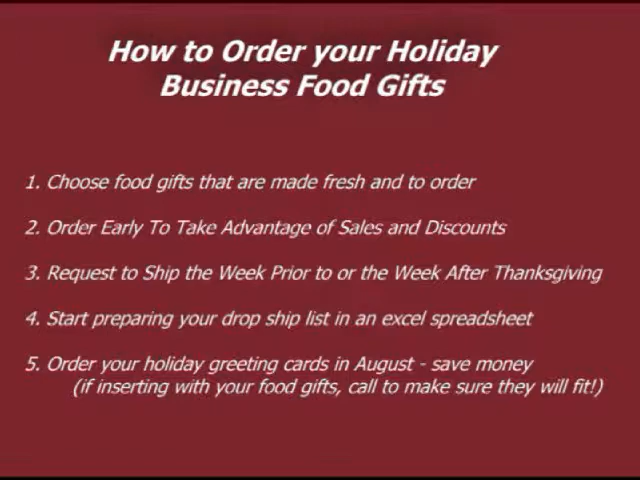 How to Order your Holiday
Business Food Gifts
1. Choose food gifts that are made fresh and to order
2. Order Early To Take Advantage of Sales and Discounts
3. Request to Ship the Week Prior to or the Week After Thanksgiving
4. Start preparing your drop ship list in an excel spreadsheet
5. Order your holiday greeting cards in August - save money
(if inserting with your food gifts, call to make sure they will fit!)